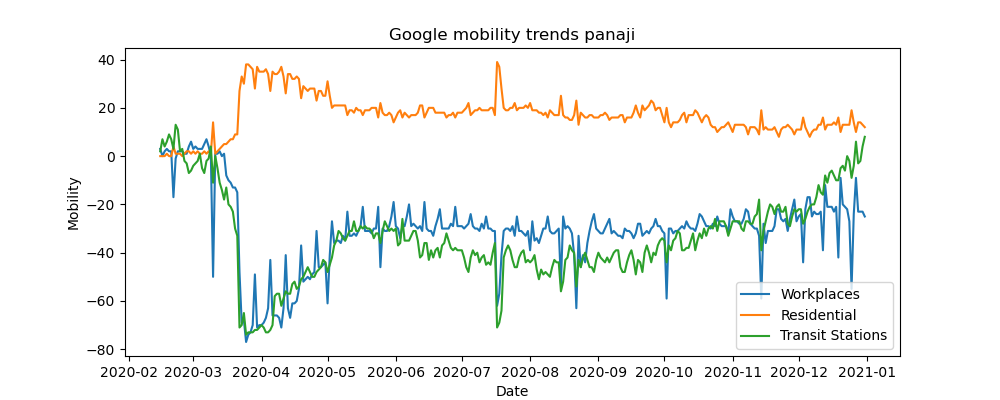 Google mobility trends panaji
Mobility
40
20
0
−20
−40
−60
−80
Workplaces
Residential
Transit Stations
2020-02 2020-03 2020-04 2020-05 2020-06 2020-07 2020-08 2020-09 2020-10 2020-11 2020-12 2021-01
Date